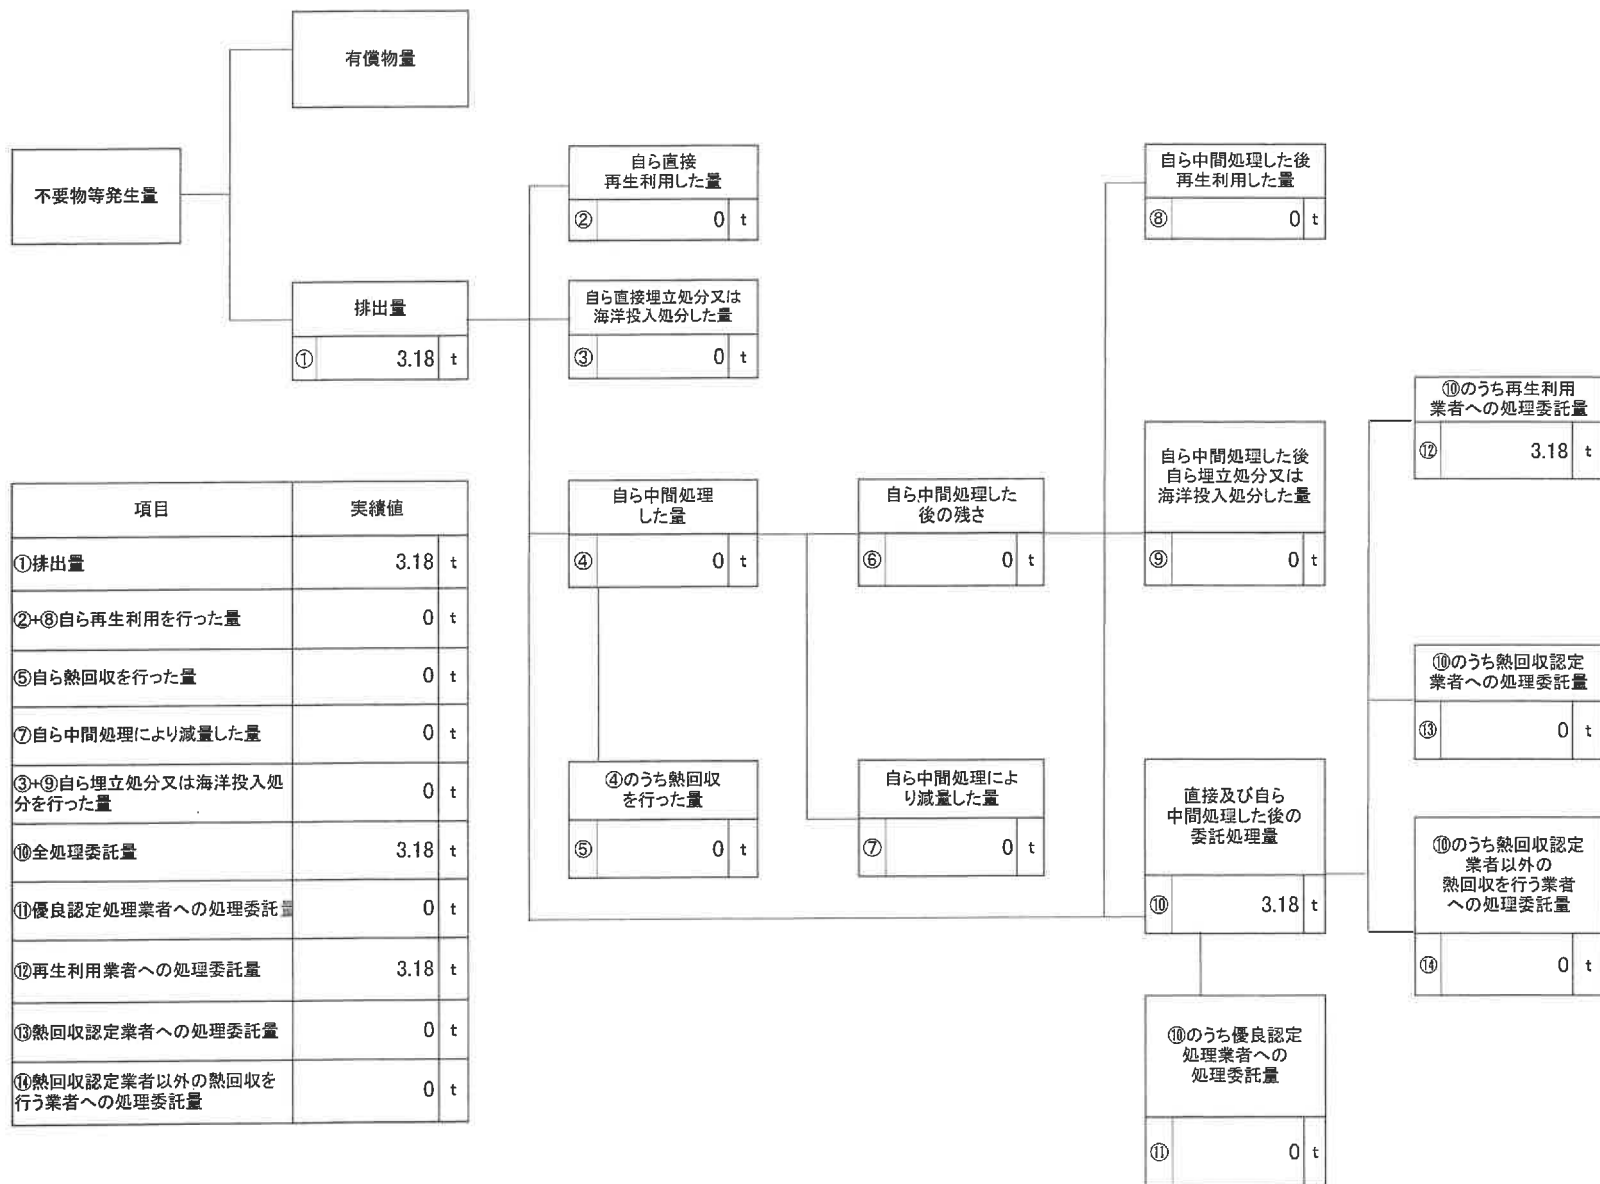 有償物量
不要物等発生量
排出量
① 3.18 t
自ら直接
再生利用した量
② 0 t
自ら直接埋立処分又は
海洋投入処分した量
③ 0 t
自ら中間処理
した量
④ 0 t
④のうち熱回収
を行った量
⑤ 0 t
自ら中間処理した
後の残さ
⑥ 0 t
自ら中間処理によ
り減量した量
⑦ 0 t
自ら中間処理した後
再生利用した量
⑧ 0 t
自ら中間処理した後
自ら埋立処分又は
海洋投入処分した量
⑨ 0 t
直接及び自ら
中間処理した後の
委託処理量
⑩ 3.18 t
⑩のうち優良認定
処理業者への
処理委託量
⑪ 0 t
⑩のうち再生利用
業者への処理委託量
⑫ 3.18 t
⑩のうち熱回収認定
業者への処理委託量
⑬ 0 t
⑩のうち熱回収認定
業者以外の
熱回収を行う業者
への処理委託量
⑭ 0 t
項目 実績値
①排出量 3.18 t
②+⑧自ら再生利用を行った量 0 t
⑤自ら熱回収を行った量 0 t
⑦自ら中間処理により減量した量 0 t
③+⑨自ら埋立処分又は海洋投入処
分を行った量 0 t
⑩全処理委託量 3.18 t
⑪優良認定処理業者への処理委託量 0 t
⑫再生利用業者への処理委託量 3.18 t
⑬熱回収認定業者への処理委託量 0 t
⑭熱回収認定業者以外の熱回収を
行う業者への処理委託量 0 t